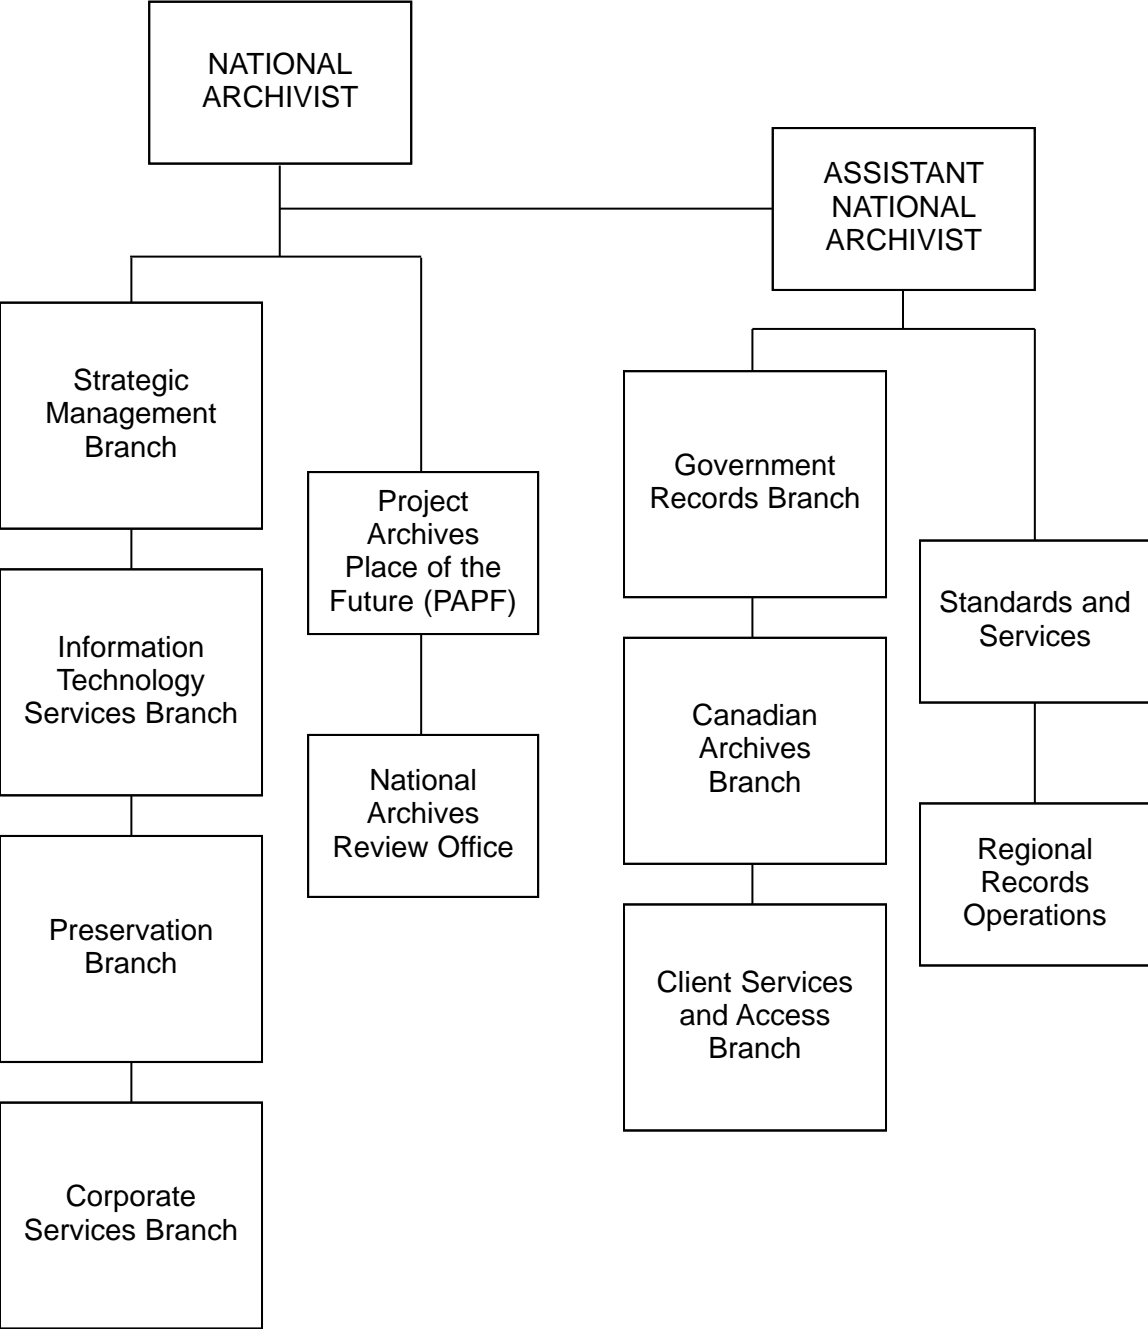 NATIONAL
ARCHIVIST
ASSISTANT
NATIONAL
ARCHIVIST
Strategic
Management
Branch
Information
Technology
Services Branch
Preservation
Branch
Corporate
Services Branch
Project
Archives
Place of the
Future (PAPF)
National
Archives
Review Office
Government
Records Branch
Canadian
Archives
Branch
Client Services
and Access
Branch
Standards and
Services
Regional
Records
Operations